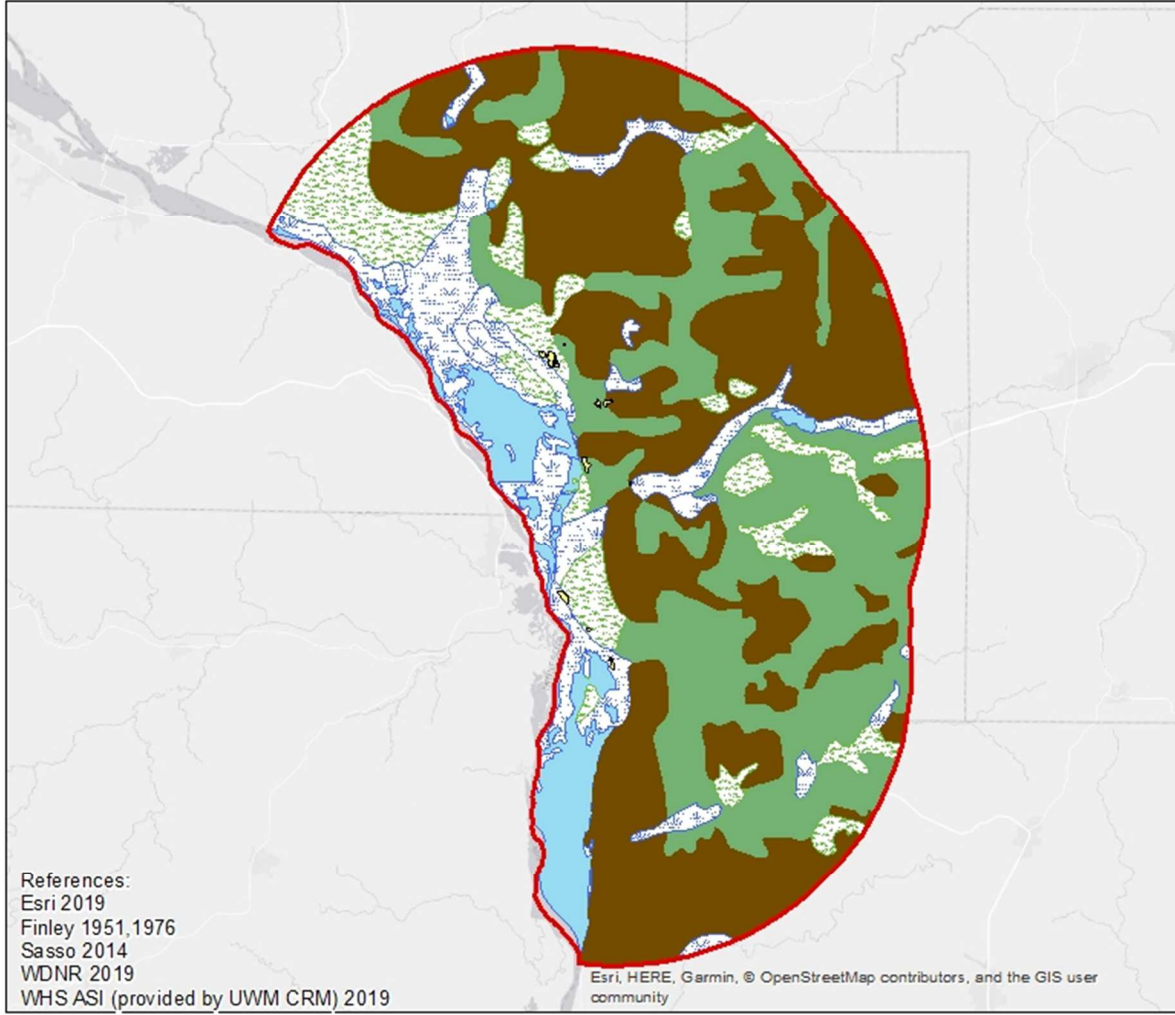 References:
Esri 2019
Finley 1951,1976
Sasso 2014
WDNR 2019
WHS ASI (provided by UWM CRM) 2019
Esri, HERE, Garmin, © OpenStreetMap contributors, and the GIS user
community